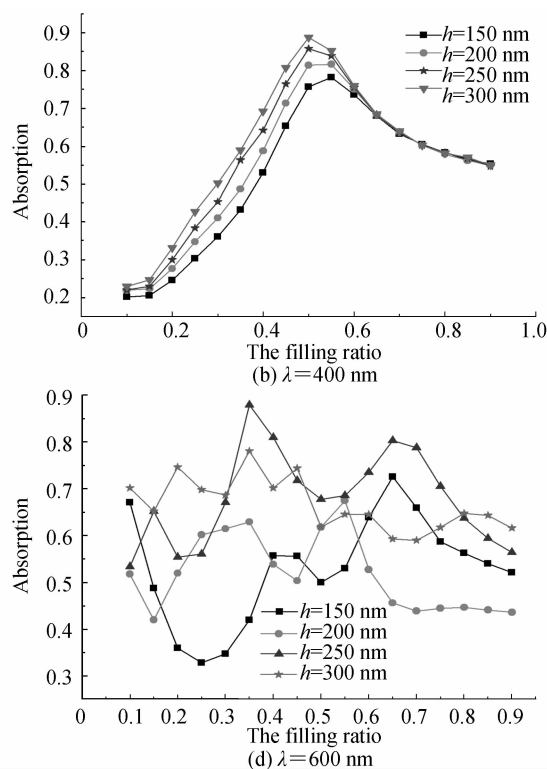 0.9
0.8
0.7
0.6
0.5
0.4
0.3
0.2
Absorption
h=150 nm
h=200 nm
h=250 nm
h=300 nm
0 0.2 0.4 0.6 0.8 1.0
The filling ratio
(b) λ=400 nm
0.9
0.8
0.7
0.6
0.5
0.4
0.3
Absorption
h=150 nm
h=200 nm
h=250 nm
h=300 nm
0 0.1 0.2 0.3 0.4 0.5 0.6 0.7 0.8 0.9
The filling ratio
(d) λ=600 nm